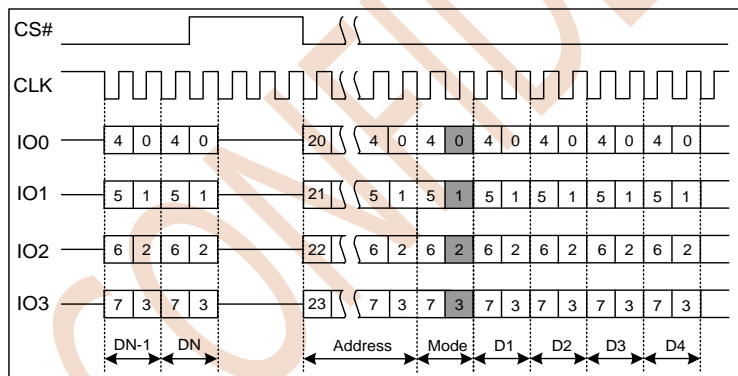 CS#
CLK
IO0 4 0 4 0 20 4 0 4 0 4 0 4 0 4 0 4 0
IO1 5 1 5 1 21 5 1 5 1 5 1 5 1 5 1 5 1
IO2 6 2 6 2 22 6 2 6 2 6 2 6 2 6 2 6 2
IO3 7 3 7 3 23 7 3 7 3 7 3 7 3 7 3 7 3
DN-1 DN Address Mode D1 D2 D3 D4
CONFIDE